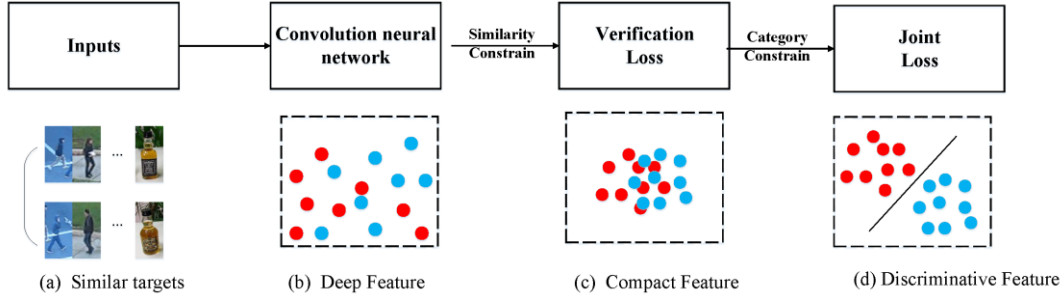 Inputs
Convolution neural
network
Similarity
Constrain
Verification
Loss
Category
Constrain
Joint
Loss
...
...
(a) Similar targets
(b) Deep Feature
(c) Compact Feature
(d) Discriminative Feature